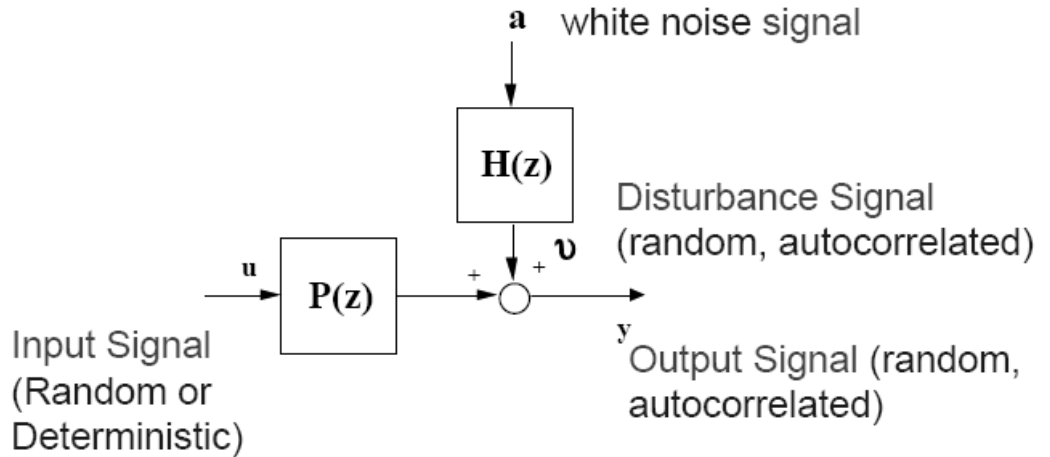 a white noise signal
H(z)
Disturbance Signal
(random, autocorrelated)
υ
+ +
u
P(z)
y
Input Signal
(Random or
Deterministic)
Output Signal (random,
autocorrelated)